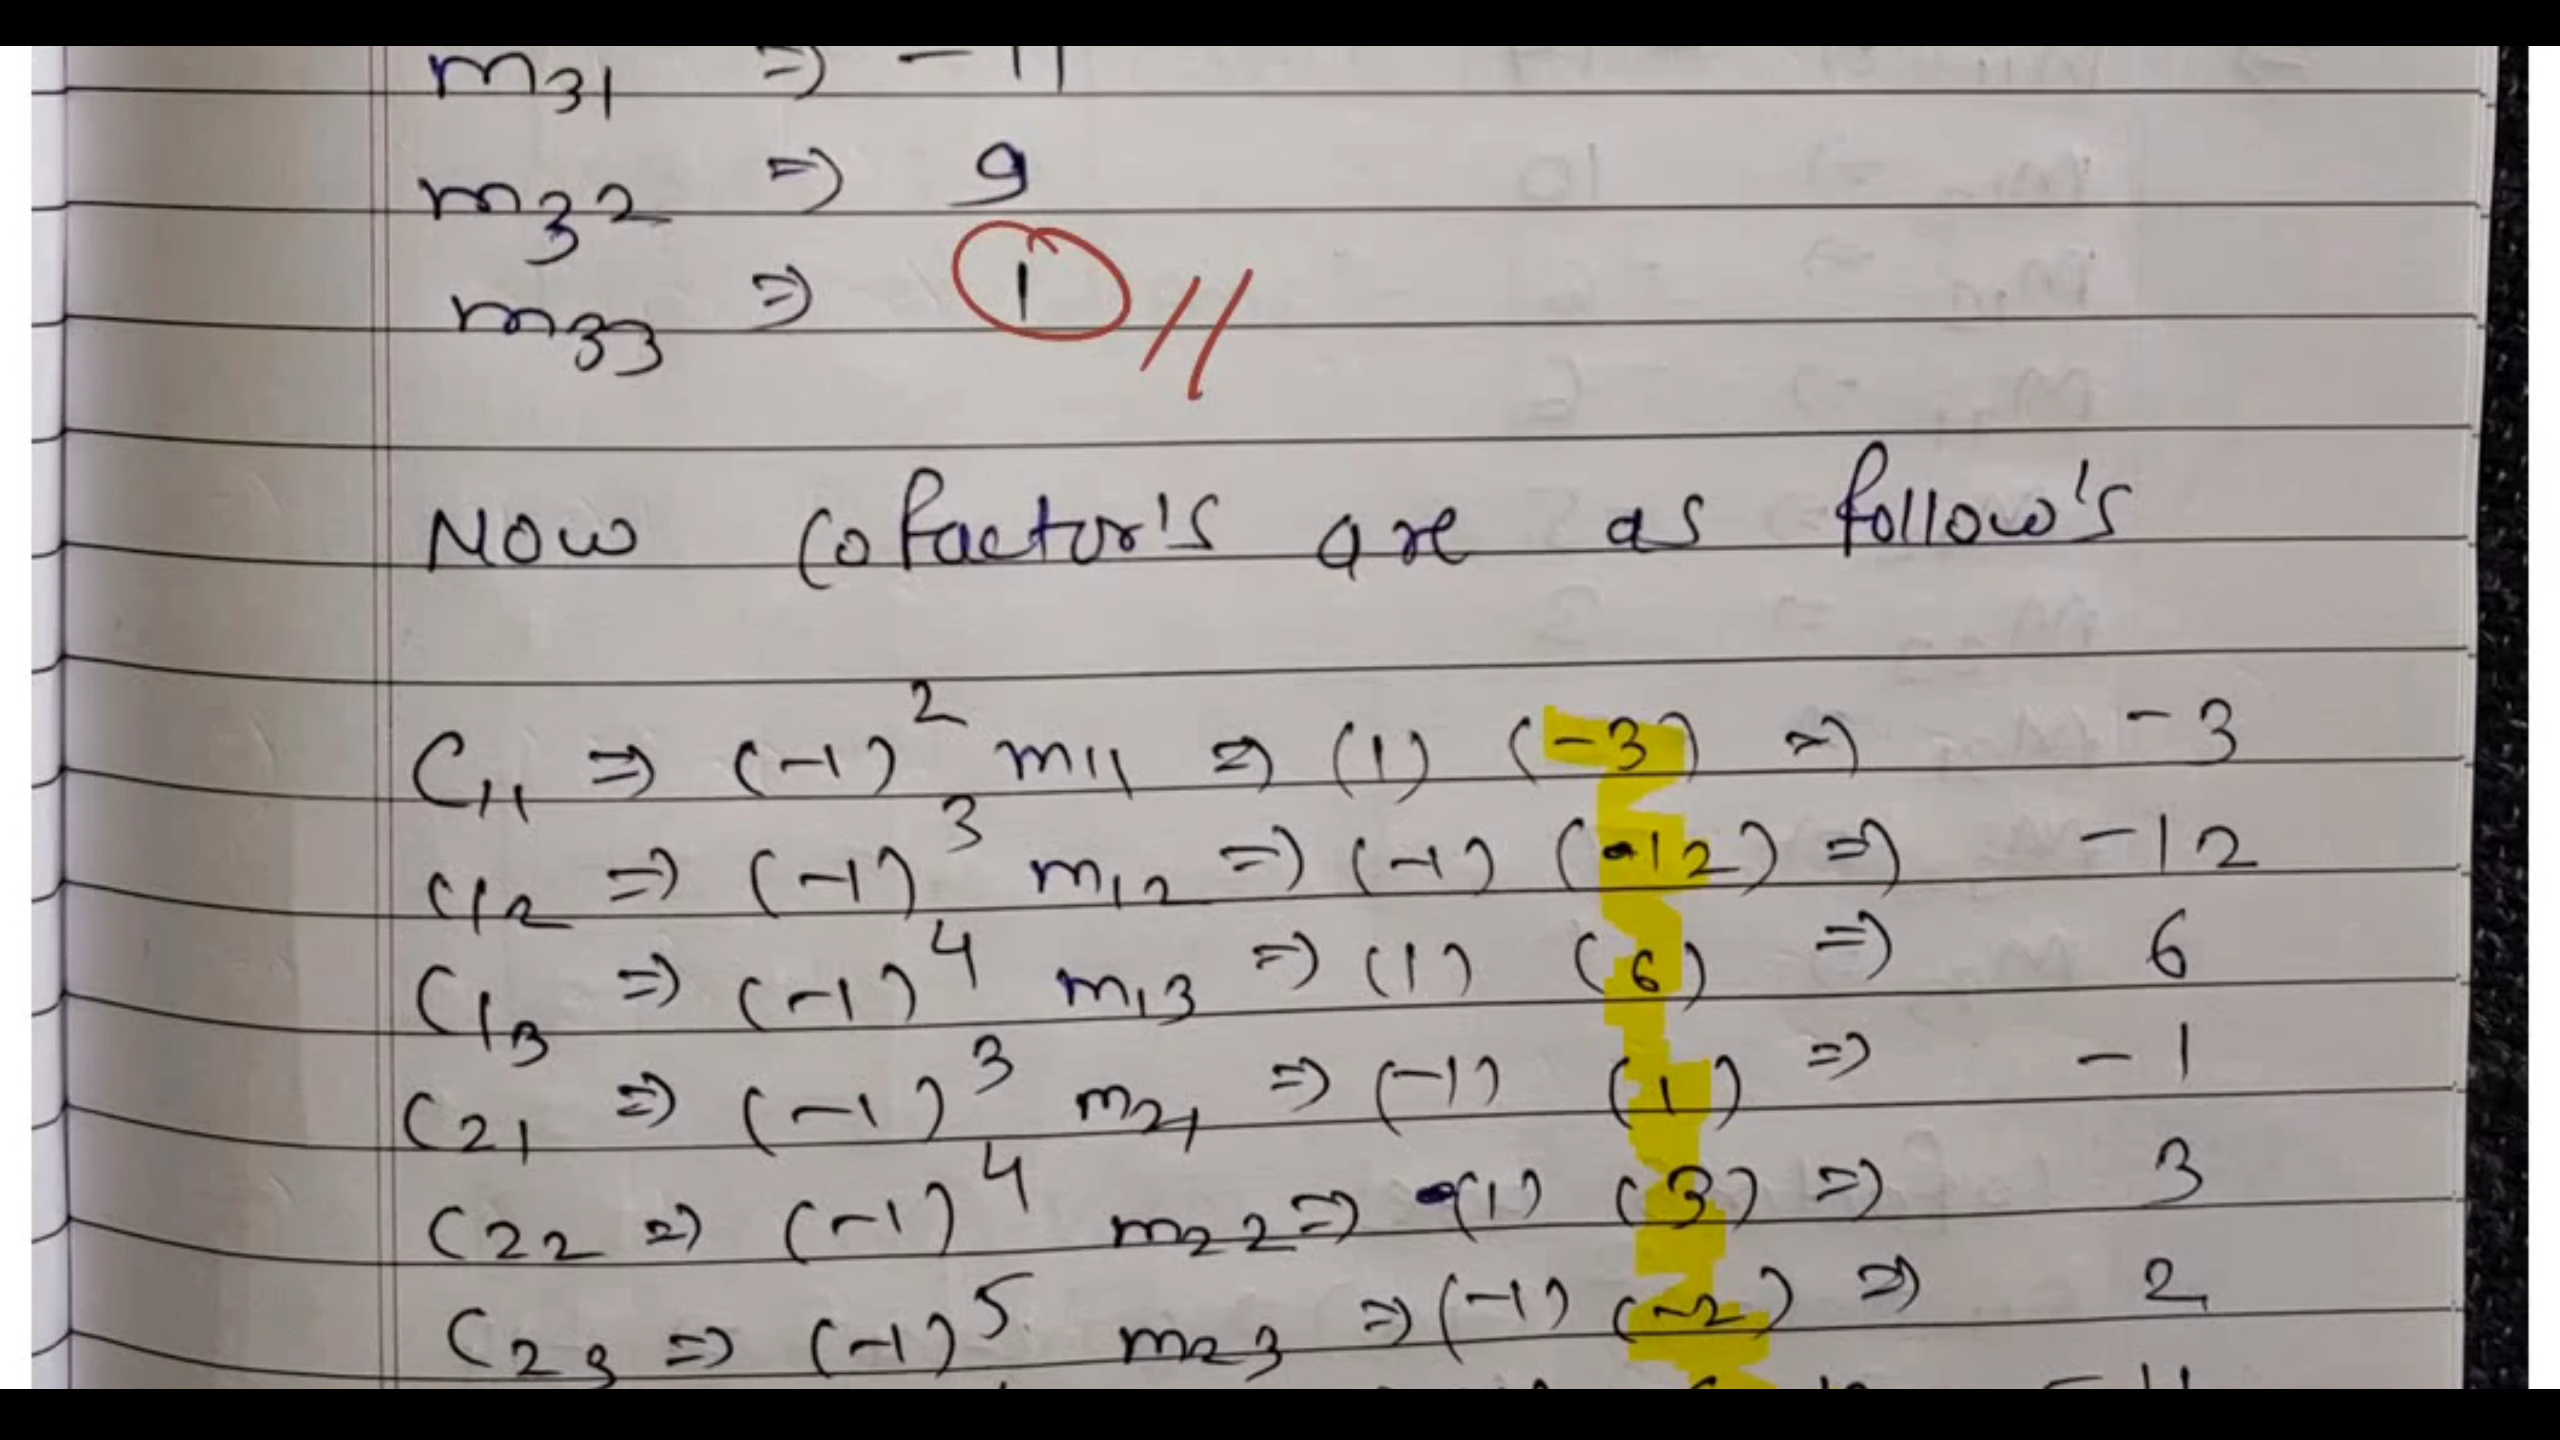 m31 => -11
m32 => 9
m33 => 1 //
Now cofactor's are as follow's
C11 => (-1)^2 m11 => (1) (-3) => -3
C12 => (-1)^3 m12 => (-1) (-12) => -12
C13 => (-1)^4 m13 => (1) (6) => 6
C21 => (-1)^3 m21 => (-1) (1) => -1
C22 => (-1)^4 m22 => (1) (3) => 3
C23 => (-1)^5 m23 => (-1) (-2) => 2